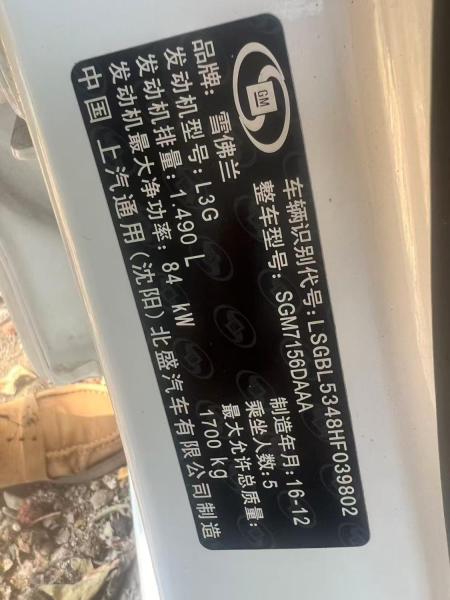 GM
车辆识别代号:LSGBL5348HF039802
整车型号:SGM7156DAAA
品牌:雪佛兰 制造年月:16-12
发动机型号:L3G 乘坐人数:5
发动机排量:1.490 L 最大允许总质量:
发动机最大净功率:84 kW 1700 kg
中国 上汽通用(沈阳)北盛汽车有限公司制造